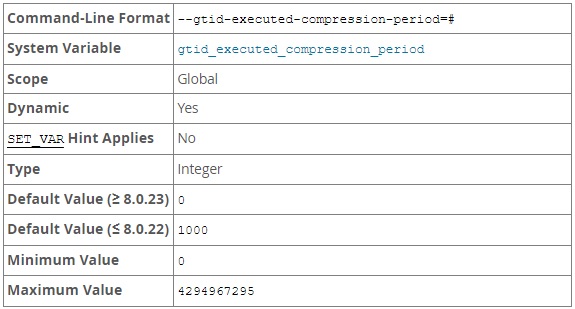 Command-Line Format --gtid-executed-compression-period=#
System Variable gtid_executed_compression_period
Scope Global
Dynamic Yes
SET_VAR Hint Applies No
Type Integer
Default Value (≥ 8.0.23) 0
Default Value (≤ 8.0.22) 1000
Minimum Value 0
Maximum Value 4294967295